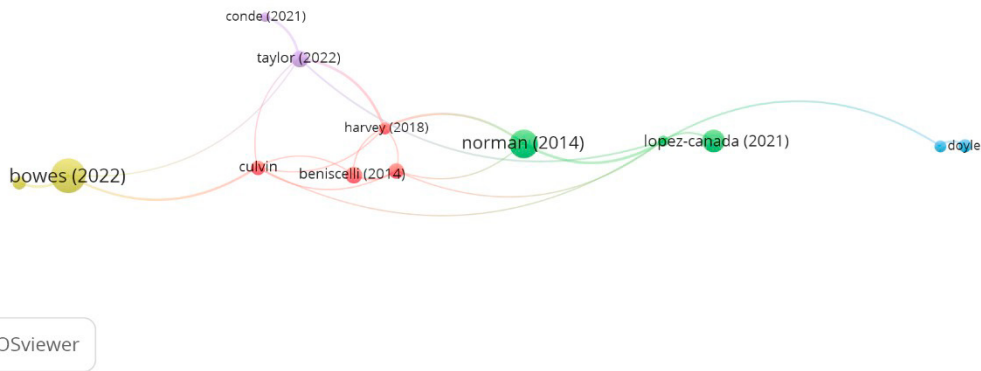 conde (2021)
taylor (2022)
harvey (2018)
norman (2014)
lopez-canada (2021)
doyle
culvin
beniscelli (2014)
bowes (2022)
OSviewer